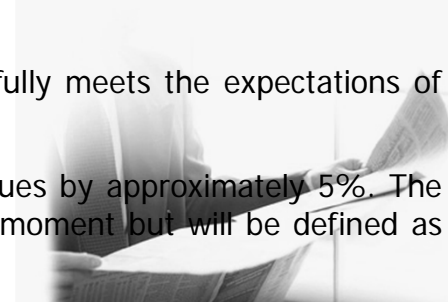 fully meets the expectations of
ues by approximately 5%. The
moment but will be defined as